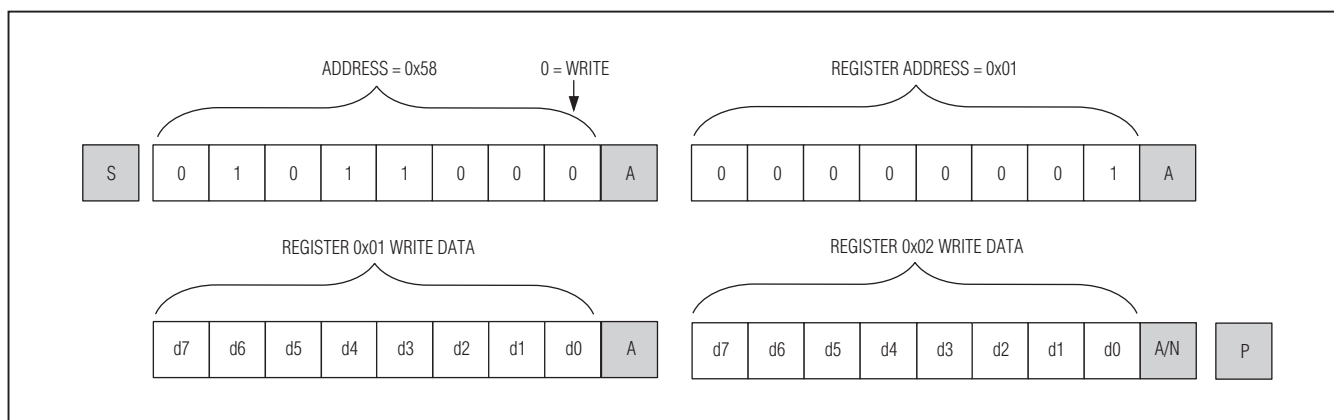 ADDRESS = 0x58 0 = WRITE REGISTER ADDRESS = 0x01
S 0 1 0 1 1 0 0 0 A 0 0 0 0 0 0 0 1 A
REGISTER 0x01 WRITE DATA REGISTER 0x02 WRITE DATA
d7 d6 d5 d4 d3 d2 d1 d0 A d7 d6 d5 d4 d3 d2 d1 d0 A/N P